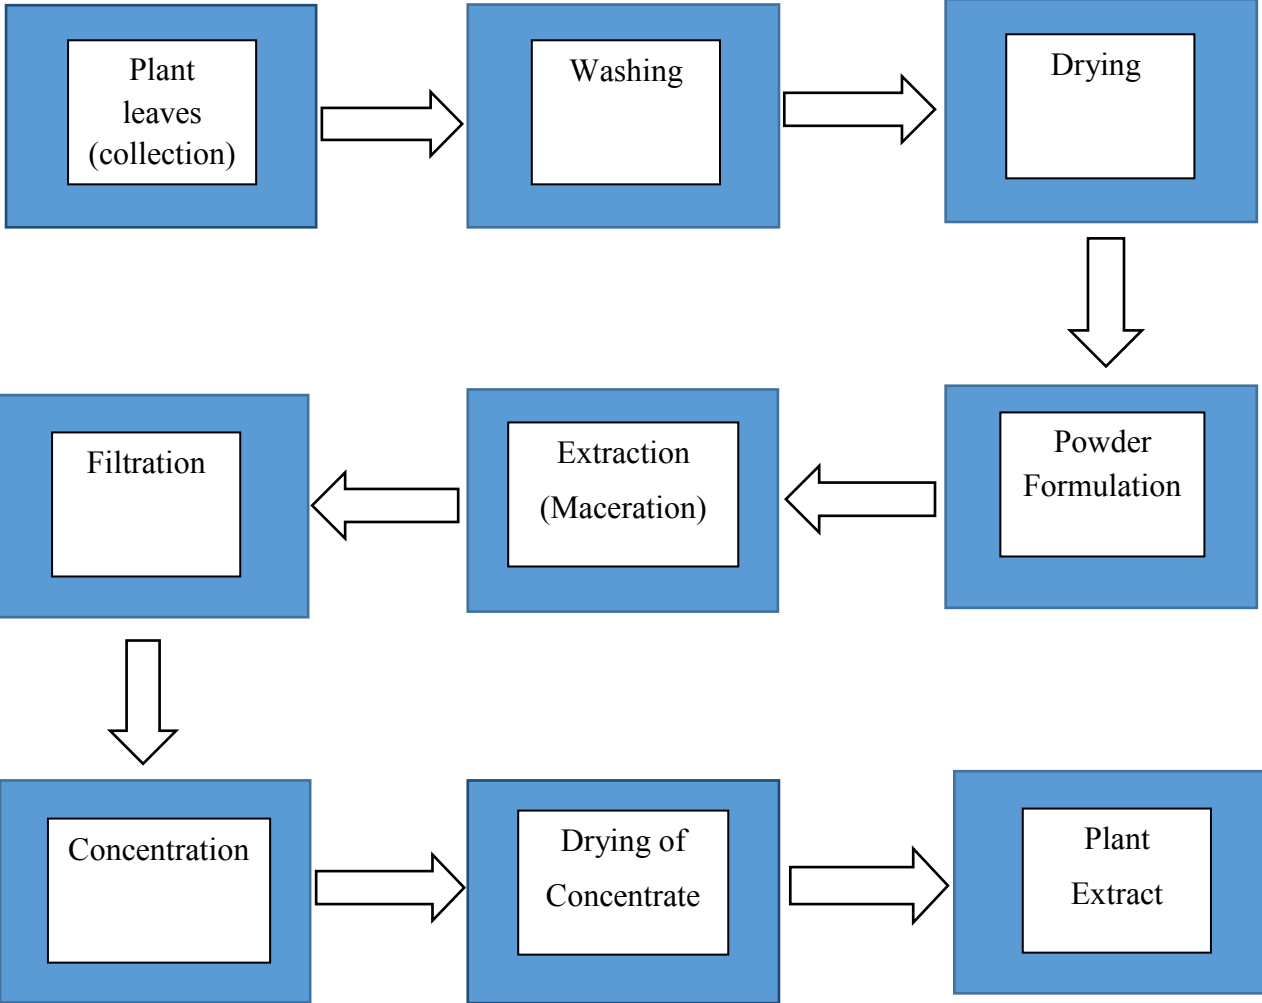 Plant
leaves
(collection)
Washing
Drying
Powder
Formulation
Extraction
(Maceration)
Filtration
Concentration
Drying of
Concentrate
Plant
Extract